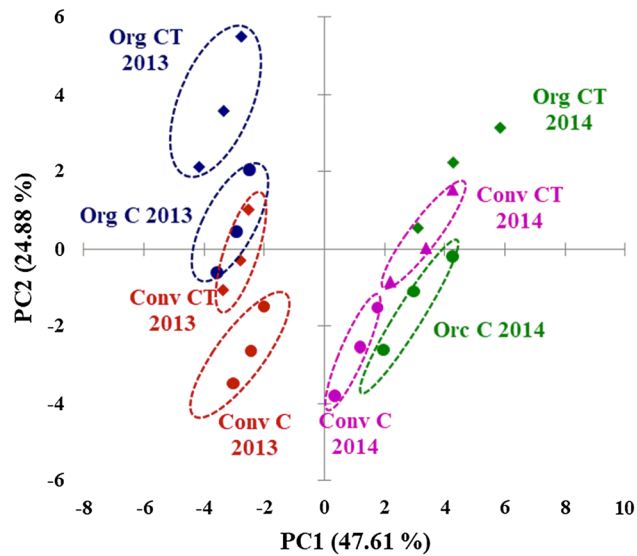 6
Org CT
2013
Org CT
2014
4
2
Conv CT
2014
Org C 2013
0
Conv CT
2013
-2
Orc C 2014
-4
Conv C
2013
Conv C
2014
-6
-8
-6
-4
-2
0
2
4
6
8
10
PC1 (47.61 %)
PC2 (24.88 %)